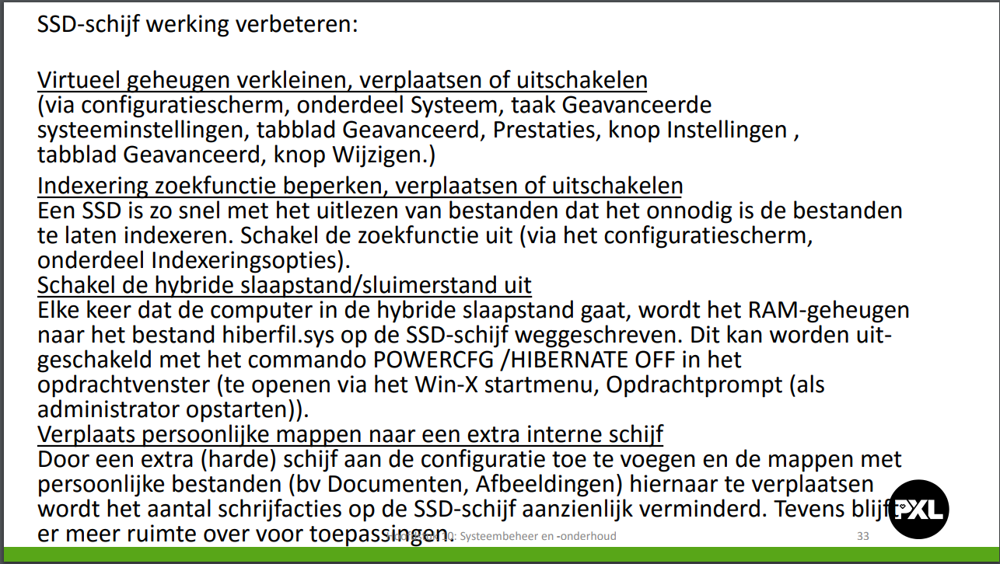 SSD-schijf werking verbeteren:
Virtueel geheugen verkleinen, verplaatsen of uitschakelen
(via configuratiescherm, onderdeel Systeem, taak Geavanceerde
systeeminstellingen, tabblad Geavanceerd, Prestaties, knop Instellingen ,
tabblad Geavanceerd, knop Wijzigen.)
Indexering zoekfunctie beperken, verplaatsen of uitschakelen
Een SSD is zo snel met het uitlezen van bestanden dat het onnodig is de bestanden
te laten indexeren. Schakel de zoekfunctie uit (via het configuratiescherm,
onderdeel Indexeringsopties).
Schakel de hybride slaapstand/sluimerstand uit
Elke keer dat de computer in de hybride slaapstand gaat, wordt het RAM-geheugen
naar het bestand hiberfil.sys op de SSD-schijf weggeschreven. Dit kan worden uit-
geschakeld met het commando POWERCFG /HIBERNATE OFF in het
opdrachtvenster (te openen via het Win-X startmenu, Opdrachtprompt (als
administrator opstarten)).
Verplaats persoonlijke mappen naar een extra interne schijf
Door een extra (harde) schijf aan de configuratie toe te voegen en de mappen met
persoonlijke bestanden (bv Documenten, Afbeeldingen) hiernaar te verplaatsen
wordt het aantal schrijfacties op de SSD-schijf aanzienlijk verminderd. Tevens blijft
er meer ruimte over voor toepassingen.
Hoofdstuk 10: Systeembeheer en -onderhoud
33
PXL